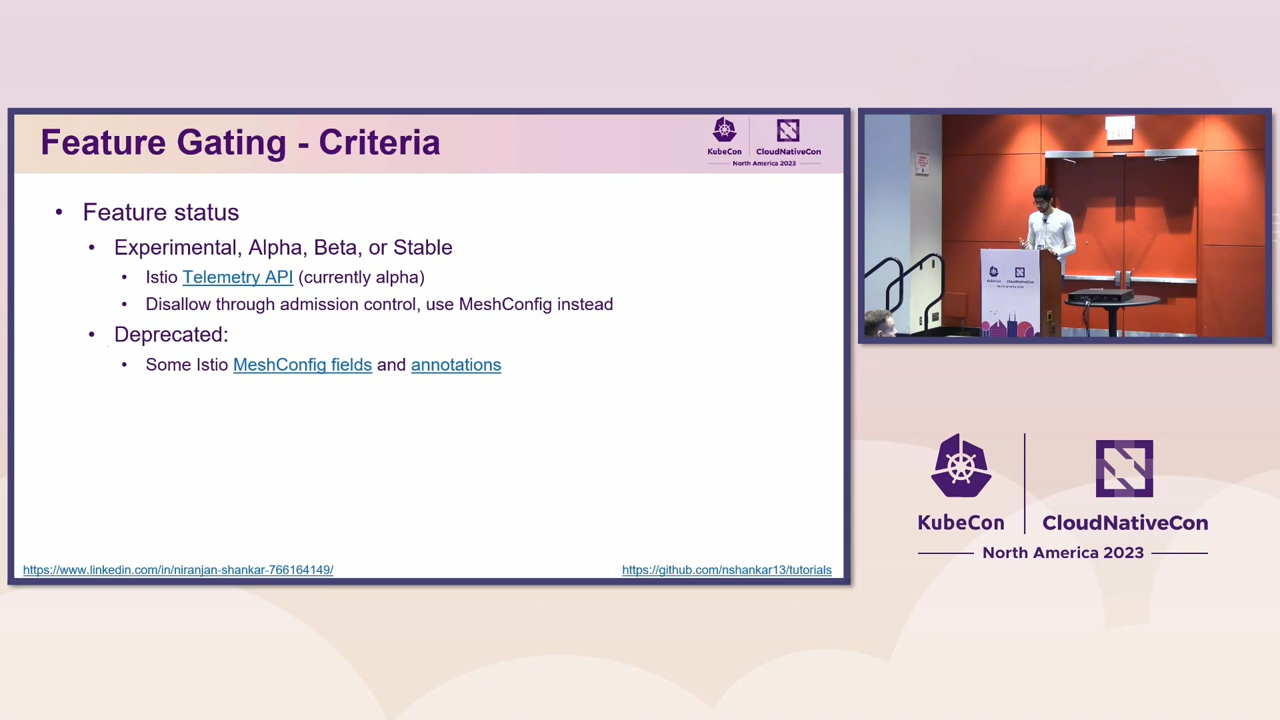 Feature Gating - Criteria
KubeCon
CloudNativeCon
North America 2023
• Feature status
• Experimental, Alpha, Beta, or Stable
• Istio Telemetry API (currently alpha)
• Disallow through admission control, use MeshConfig instead
• Deprecated:
• Some Istio MeshConfig fields and annotations
https://www.linkedin.com/in/niranjan-shankar-766164149/
https://github.com/nshankar13/tutorials
EXIT
KubeCon
CloudNativeCon
North America 2023